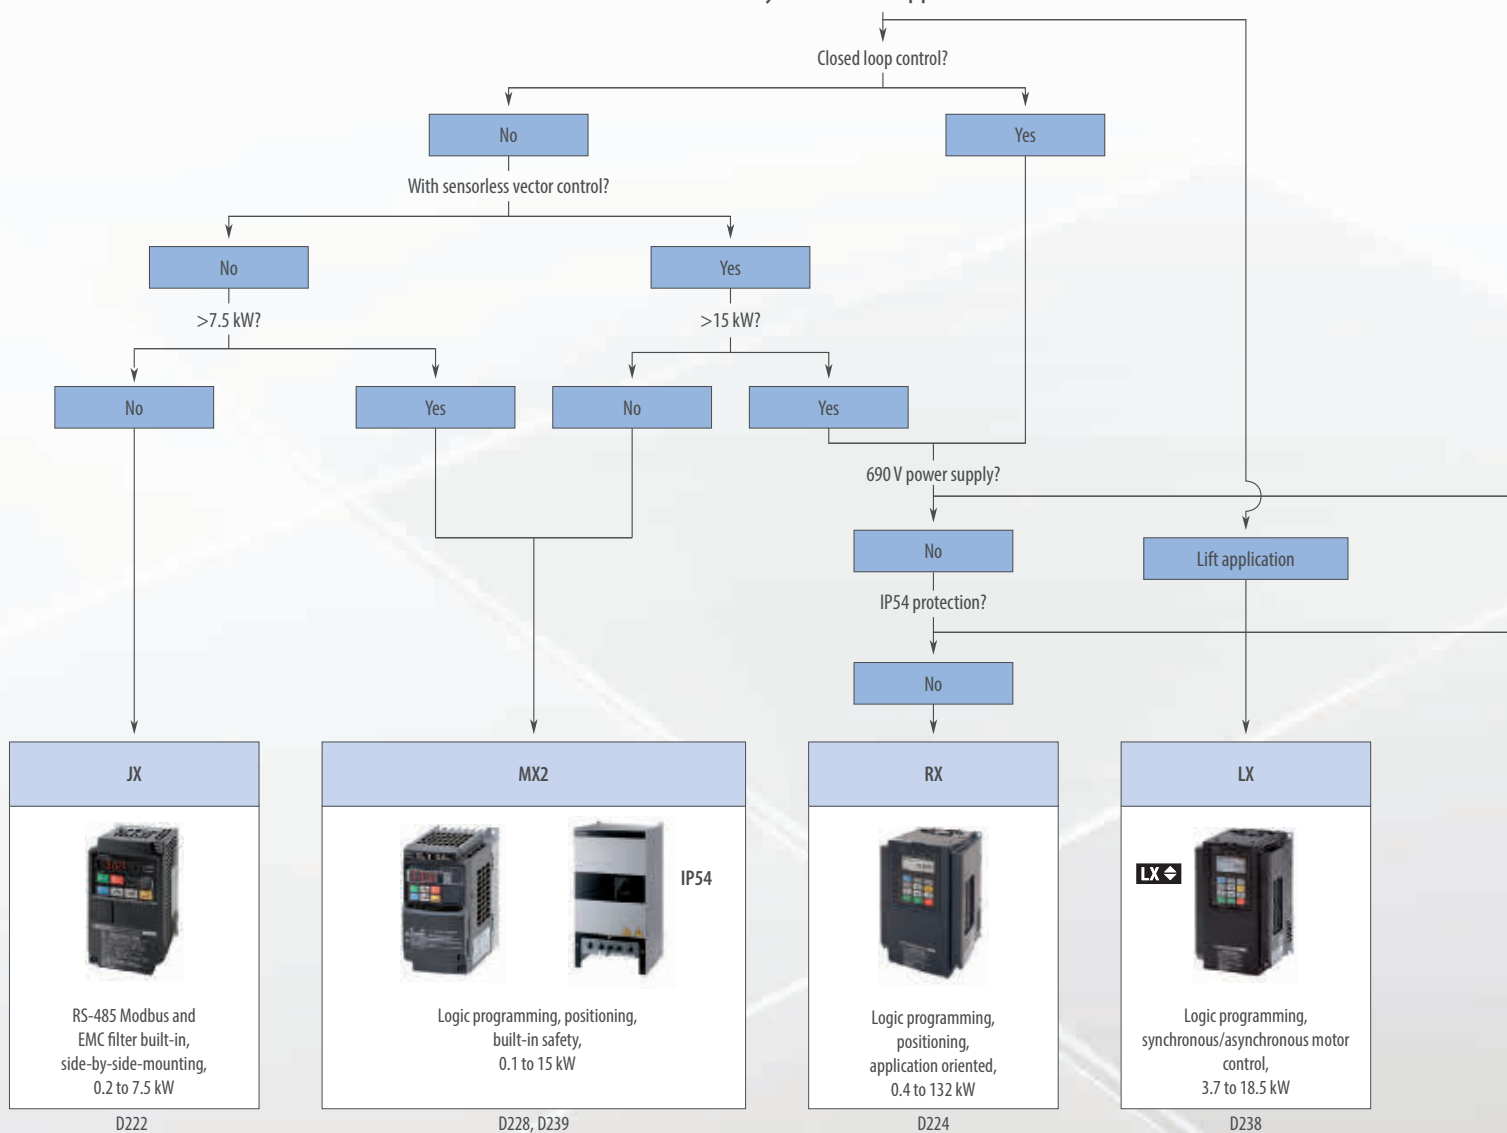 Closed loop control?
No
Yes
With sensorless vector control?
No
Yes
>7.5 kW?
>15 kW?
No
Yes
No
Yes
690 V power supply?
No
Lift application
IP54 protection?
No
JX
MX2
RX
LX
IP54
LX
RS-485 Modbus and
EMC filter built-in,
side-by-side-mounting,
0.2 to 7.5 kW
Logic programming, positioning,
built-in safety,
0.1 to 15 kW
Logic programming,
positioning,
application oriented,
0.4 to 132 kW
Logic programming,
synchronous/asynchronous motor
control,
3.7 to 18.5 kW
D222
D228, D239
D224
D238